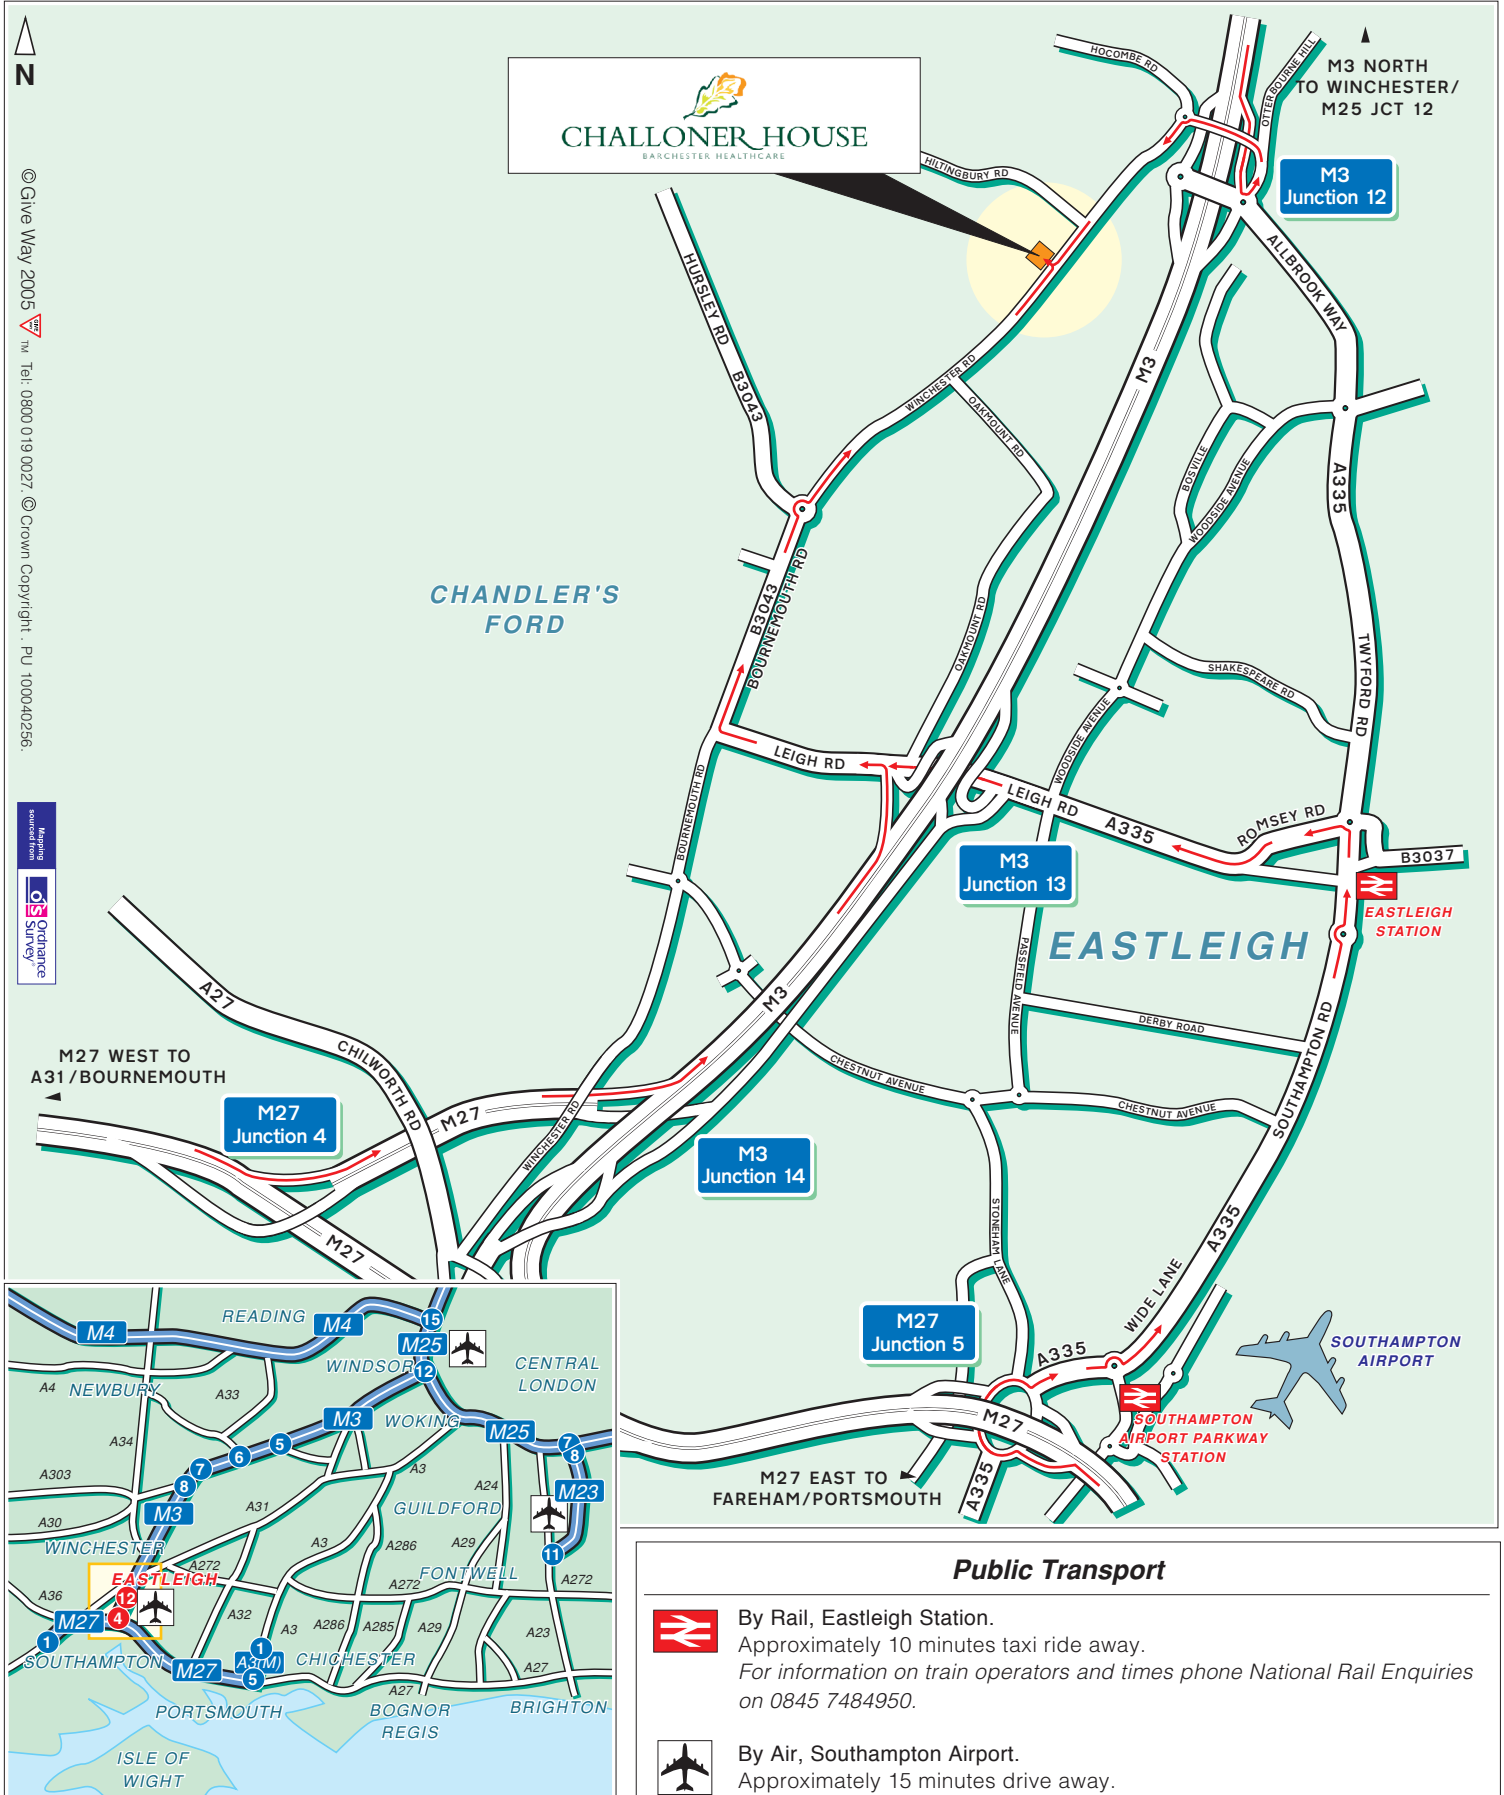 N
CHALLONER HOUSE
BARCHESTER HEALTHCARE
HOCOMBE RD
OTTERBOURNE HILL
M3 NORTH
TO WINCHESTER/
M25 JCT 12
M3
Junction 12
HILTINGBURY RD
ALLBROOK WAY
HURSLEY RD
B3043
M3
WINCHESTER RD
OAKMOUNT RD
BOSVILLE
WOODSIDE AVENUE
A335
CHANDLER'S
FORD
B3043
BOURNEMOUTH RD
OAKMOUNT RD
SHAKESPEARE RD
TWYFORD RD
WOODSIDE AVENUE
LEIGH RD
LEIGH RD
A335
ROMSEY RD
B3037
BOURNEMOUTH RD
M3
Junction 13
EASTLEIGH
STATION
EASTLEIGH
PASSFIELD AVENUE
DERBY ROAD
SOUTHAMPTON RD
A27
CHILWORTH RD
M3
CHESTNUT AVENUE
CHESTNUT AVENUE
M27 WEST TO
A31/BOURNEMOUTH
M27
Junction 4
M27
WINCHESTER RD
M3
Junction 14
M27
STONEHAM LANE
A335
WIDE LANE
M27
Junction 5
A335
SOUTHAMPTON
AIRPORT
M27
SOUTHAMPTON
AIRPORT PARKWAY
STATION
A335
M27 EAST TO
FAREHAM/PORTSMOUTH
© Give Way 2005 GIVE WAY ™ Tel: 0800 019 0027. © Crown Copyright . PU 100040256.
Mapping
sourced from
OS Ordnance
Survey®
READING
M4
M4
15
M25
WINDSOR
12
CENTRAL
LONDON
A4
NEWBURY
A33
M3
WOKING
M25
7
8
A34
5
6
7
8
A303
A3
A24
M23
M3
A31
GUILDFORD
A30
WINCHESTER
A3
A286
A29
11
A272
FONTWELL
EASTLEIGH
A272
A272
A36
12
M27
4
1
A32
A3
A286
A285
A29
A23
SOUTHAMPTON
M27
1
A3(M)
5
CHICHESTER
A27
A27
PORTSMOUTH
BOGNOR
REGIS
BRIGHTON
ISLE OF
WIGHT
Public Transport
By Rail, Eastleigh Station.
Approximately 10 minutes taxi ride away.
For information on train operators and times phone National Rail Enquiries
on 0845 7484950.
By Air, Southampton Airport.
Approximately 15 minutes drive away.